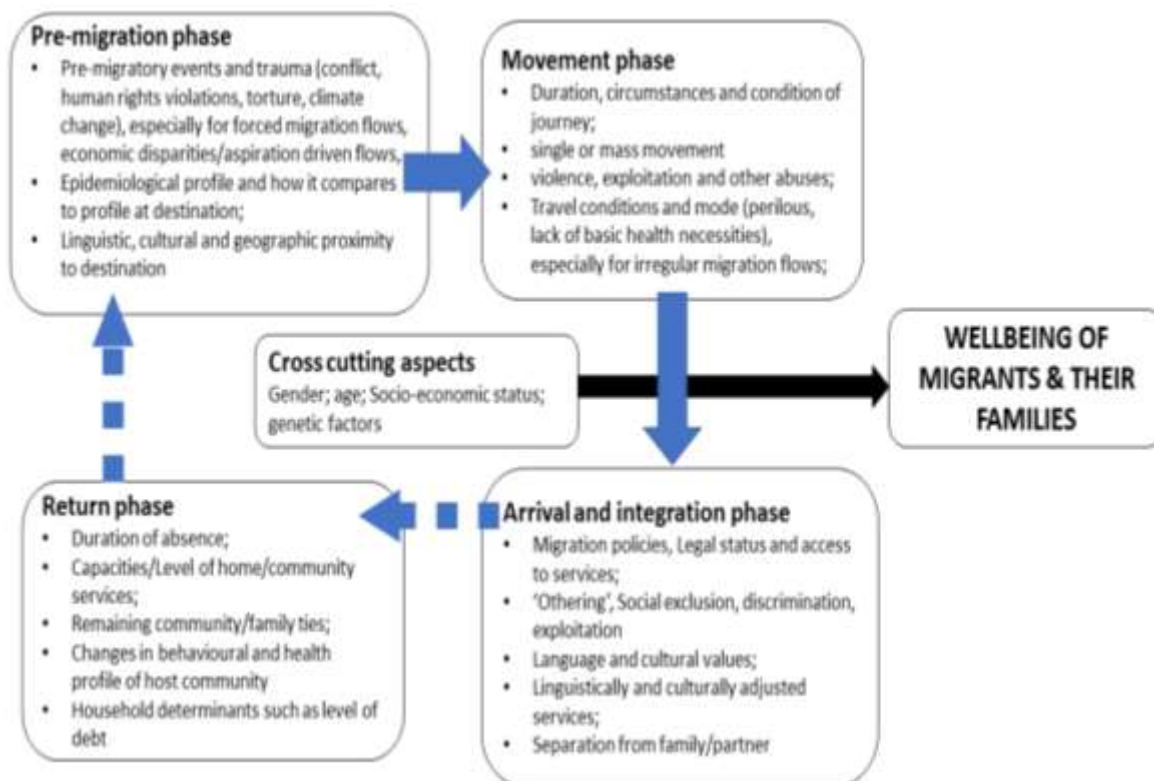 Pre-migration phase
• Pre-migratory events and trauma (conflict,
human rights violations, torture, climate
change), especially for forced migration flows,
economic disparities/aspiration driven flows,
• Epidemiological profile and how it compares
to profile at destination;
• Linguistic, cultural and geographic proximity
to destination
Movement phase
• Duration, circumstances and condition of
journey;
• single or mass movement
• violence, exploitation and other abuses;
• Travel conditions and mode (perilous,
lack of basic health necessities),
especially for irregular migration flows;
Cross cutting aspects
Gender; age; Socio-economic status;
genetic factors
WELLBEING OF
MIGRANTS & THEIR
FAMILIES
Return phase
• Duration of absence;
• Capacities/Level of home/community
services;
• Remaining community/family ties;
• Changes in behavioural and health
profile of host community
• Household determinants such as level of
debt
Arrival and integration phase
• Migration policies, Legal status and access
to services;
• ‘Othering’, Social exclusion, discrimination,
exploitation
• Language and cultural values;
• Linguistically and culturally adjusted
services;
• Separation from family/partner